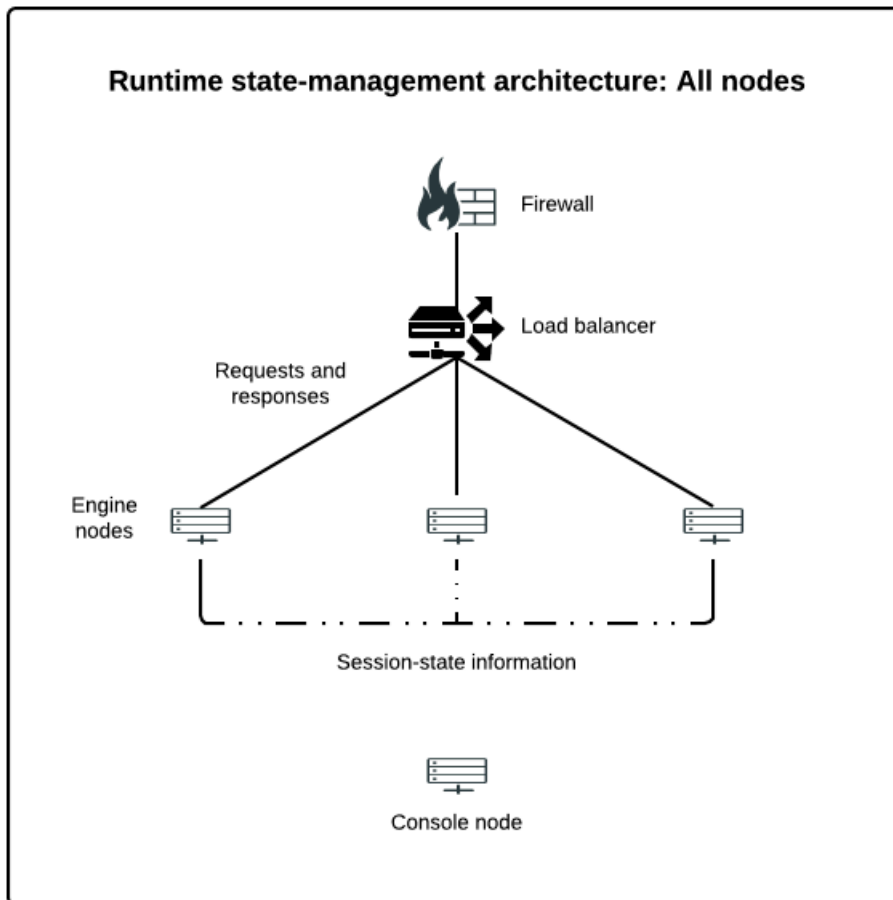 Runtime state-management architecture: All nodes
Firewall
Load balancer
Requests and
responses
Engine
nodes
Session-state information
Console node